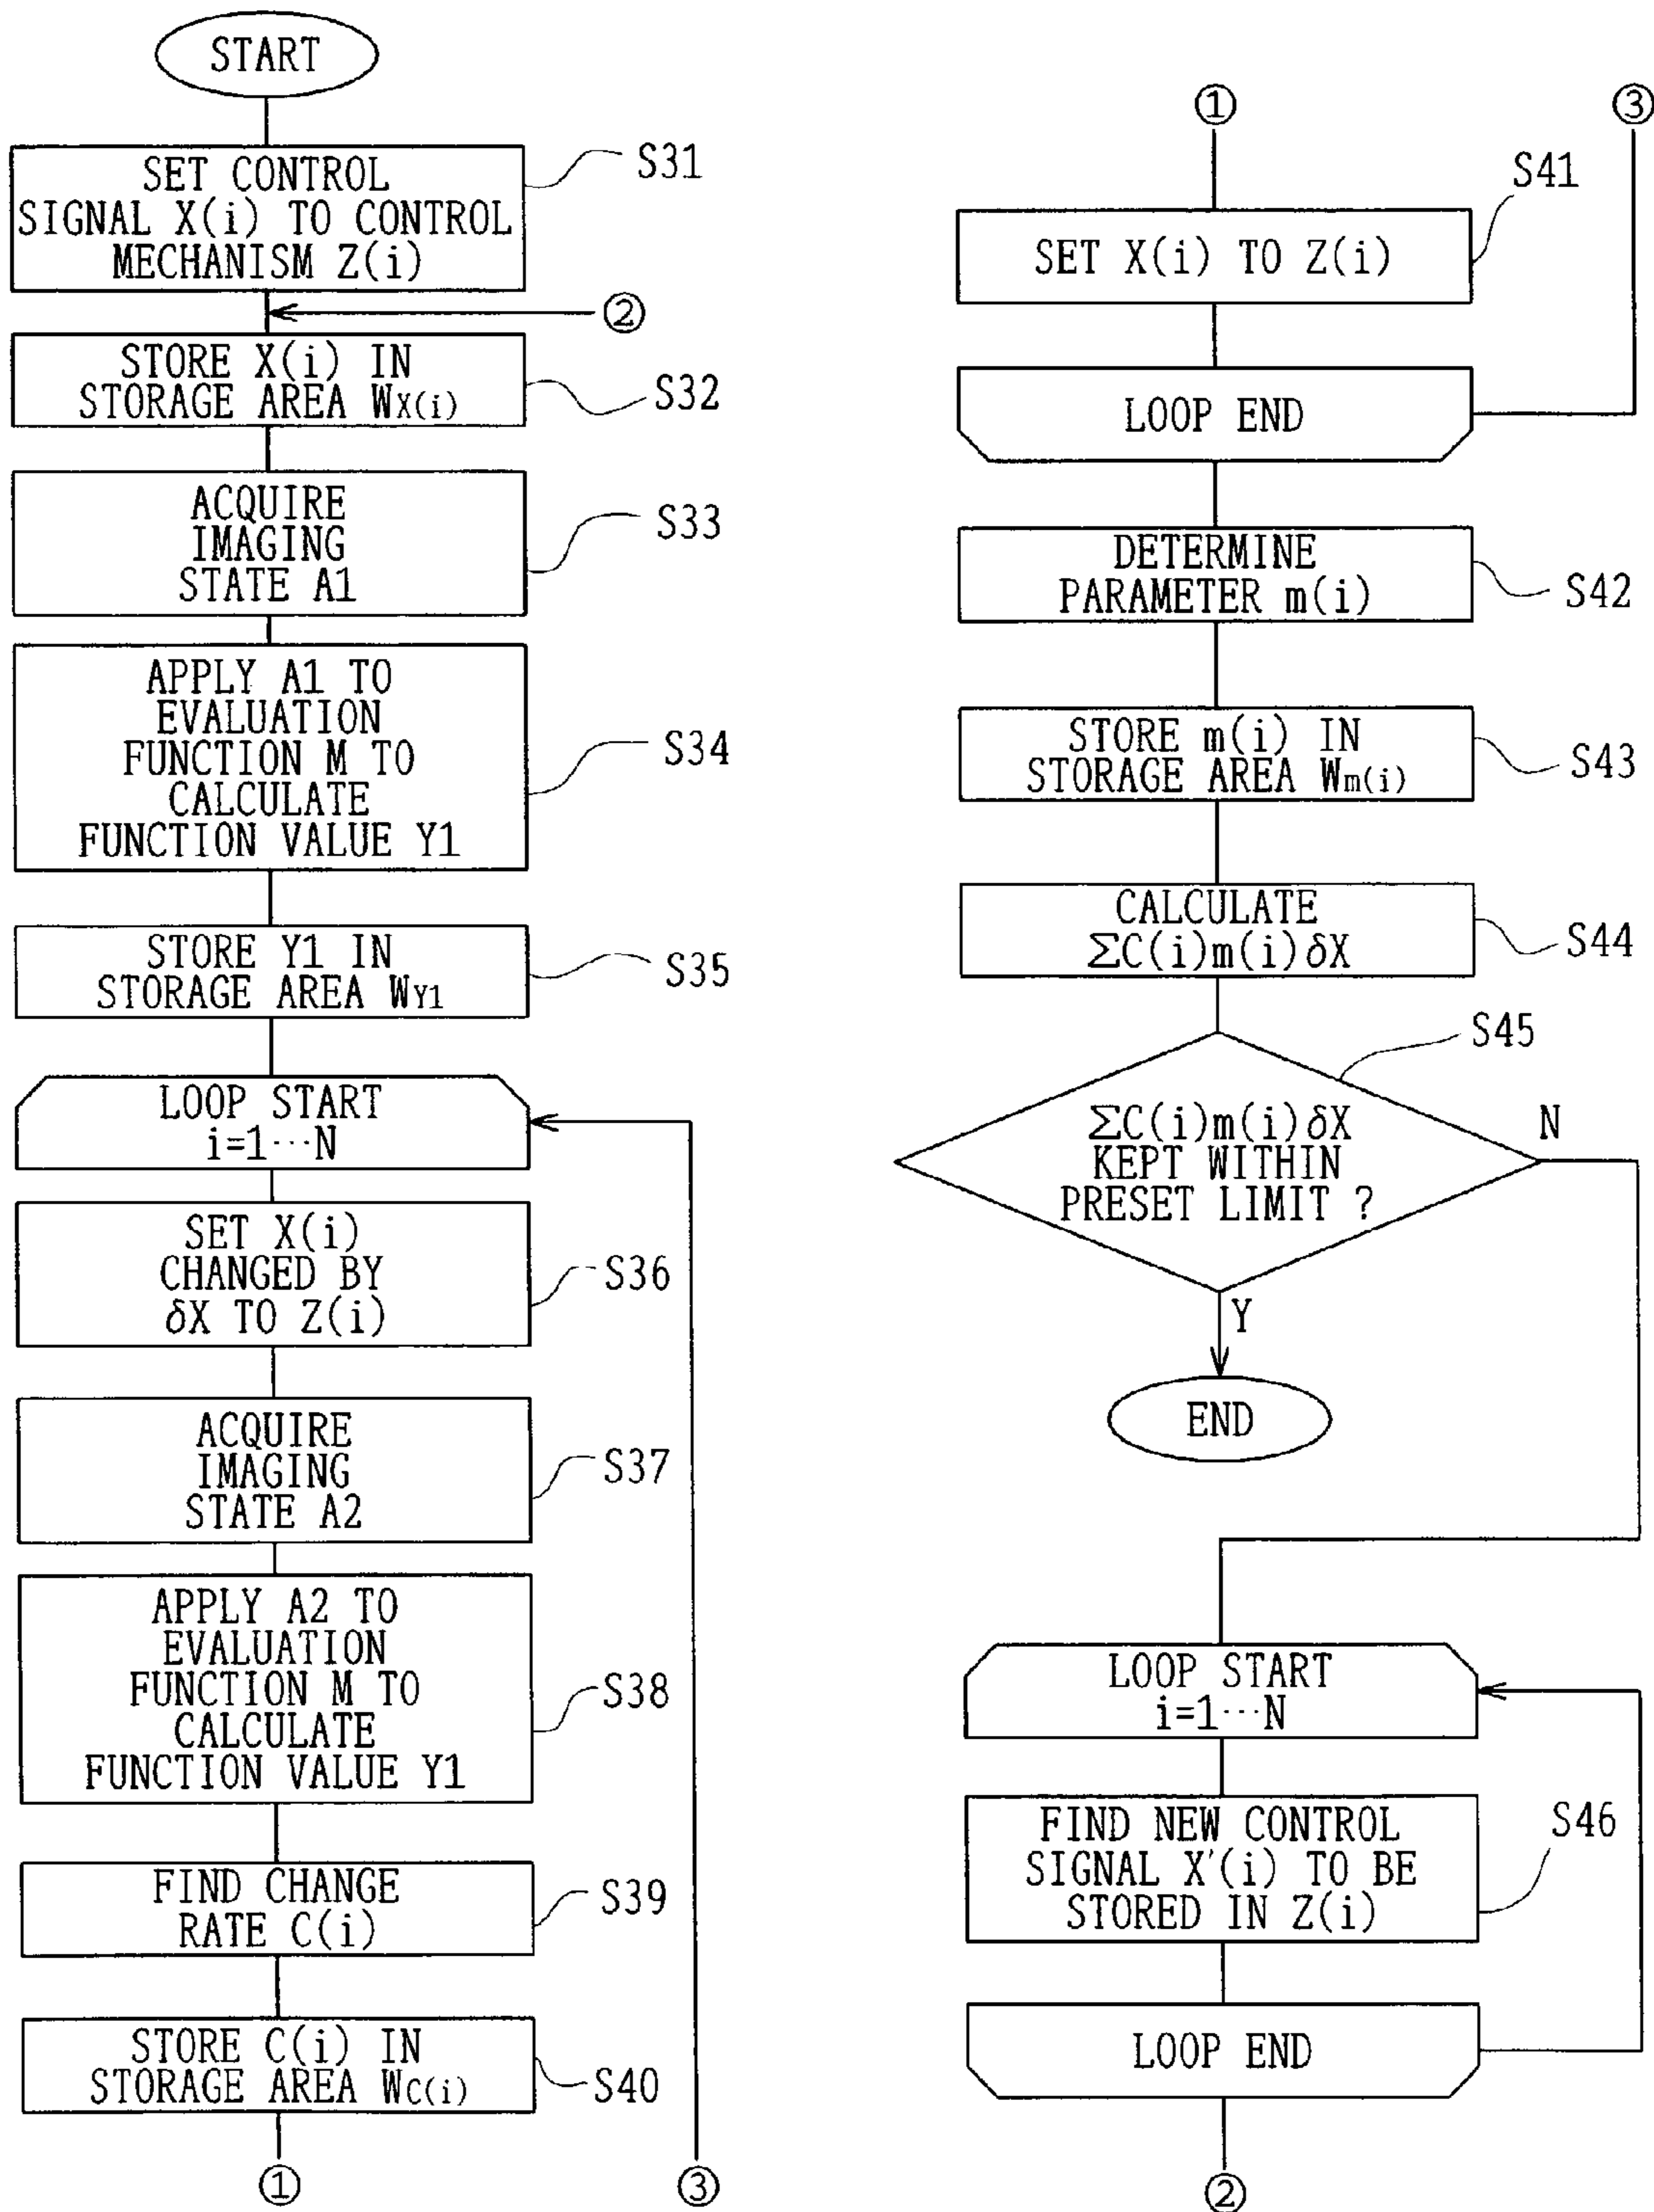 START
SET CONTROL
SIGNAL X(i) TO CONTROL
MECHANISM Z(i)
S31
②
STORE X(i) IN
STORAGE AREA WX(i)
S32
ACQUIRE
IMAGING
STATE A1
S33
APPLY A1 TO
EVALUATION
FUNCTION M TO
CALCULATE
FUNCTION VALUE Y1
S34
STORE Y1 IN
STORAGE AREA WY1
S35
LOOP START
i=1···N
SET X(i)
CHANGED BY
δX TO Z(i)
S36
ACQUIRE
IMAGING
STATE A2
S37
APPLY A2 TO
EVALUATION
FUNCTION M TO
CALCULATE
FUNCTION VALUE Y1
S38
FIND CHANGE
RATE C(i)
S39
STORE C(i) IN
STORAGE AREA WC(i)
S40
①
③
①
③
SET X(i) TO Z(i)
S41
LOOP END
DETERMINE
PARAMETER m(i)
S42
STORE m(i) IN
STORAGE AREA Wm(i)
S43
CALCULATE
ΣC(i)m(i)δX
S44
ΣC(i)m(i)δX
KEPT WITHIN
PRESET LIMIT ?
S45
N
Y
END
LOOP START
i=1···N
FIND NEW CONTROL
SIGNAL X'(i) TO BE
STORED IN Z(i)
S46
LOOP END
②